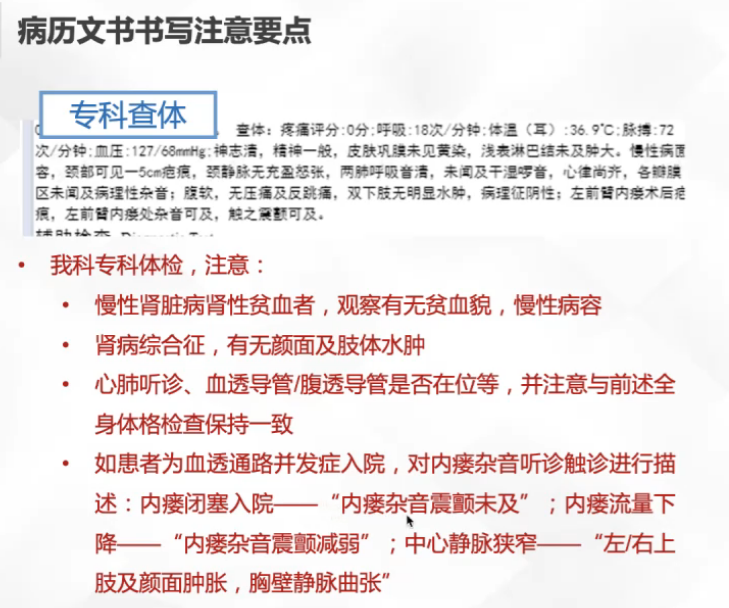 病历文书书写注意要点
专科查体
查体：疼痛评分:0分;呼吸:18次/分钟;体温（耳）:36.9℃;脉搏:72
次/分钟;血压:127/68mmHg;神志清，精神一般，皮肤巩膜未见黄染，浅表淋巴结未及肿大。慢性病面
容，颈部可见一5cm疤痕，颈静脉无充盈怒张，两肺呼吸音清，未闻及干湿啰音，心律尚齐，各瓣膜
区未闻及病理性杂音；腹软，无压痛及反跳痛，双下肢无明显水肿，病理征阴性；左前臂内瘘术后疤
痕，左前臂内瘘处杂音可及，触之震颤可及。
辅助检查 Diagnostic Test
• 我科专科体检，注意：
• 慢性肾脏病肾性贫血者，观察有无贫血貌，慢性病容
• 肾病综合征，有无颜面及肢体水肿
• 心肺听诊、血透导管/腹透导管是否在位等，并注意与前述全
身体格检查保持一致
• 如患者为血透通路并发症入院，对内瘘杂音听诊触诊进行描
述：内瘘闭塞入院——“内瘘杂音震颤未及”；内瘘流量下
降——“内瘘杂音震颤减弱”；中心静脉狭窄——“左/右上
肢及颜面肿胀，胸壁静脉曲张”